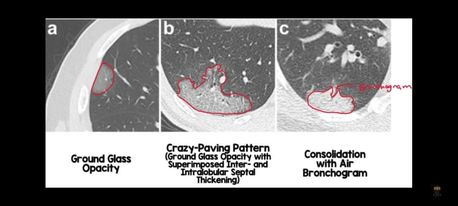 a
b
c
bronchogram
Ground Glass
Opacity
Crazy-Paving Pattern
(Ground Glass Opacity with
Superimposed Inter- and
Intralobular Septal
Thickening)
Consolidation
with Air
Bronchogram